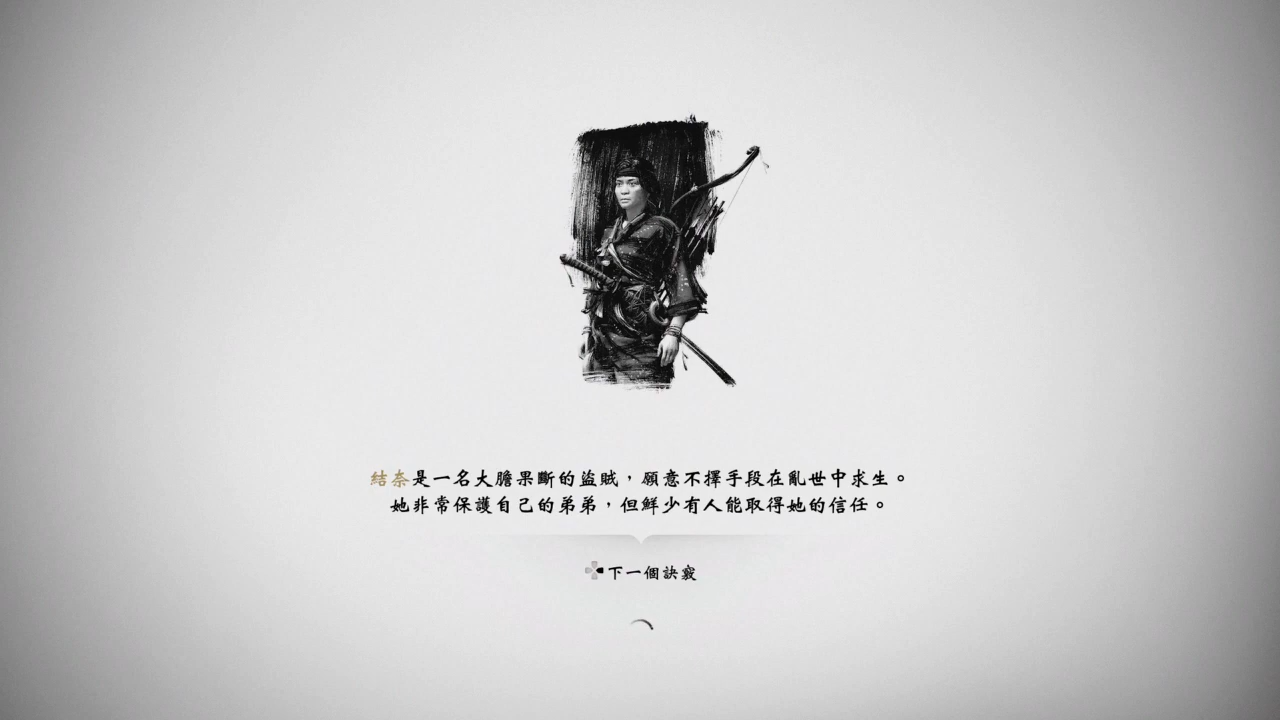 結奈是一名大膽果斷的盜賊，願意不擇手段在亂世中求生。
她非常保護自己的弟弟，但鮮少有人能取得她的信任。
下一個訣竅